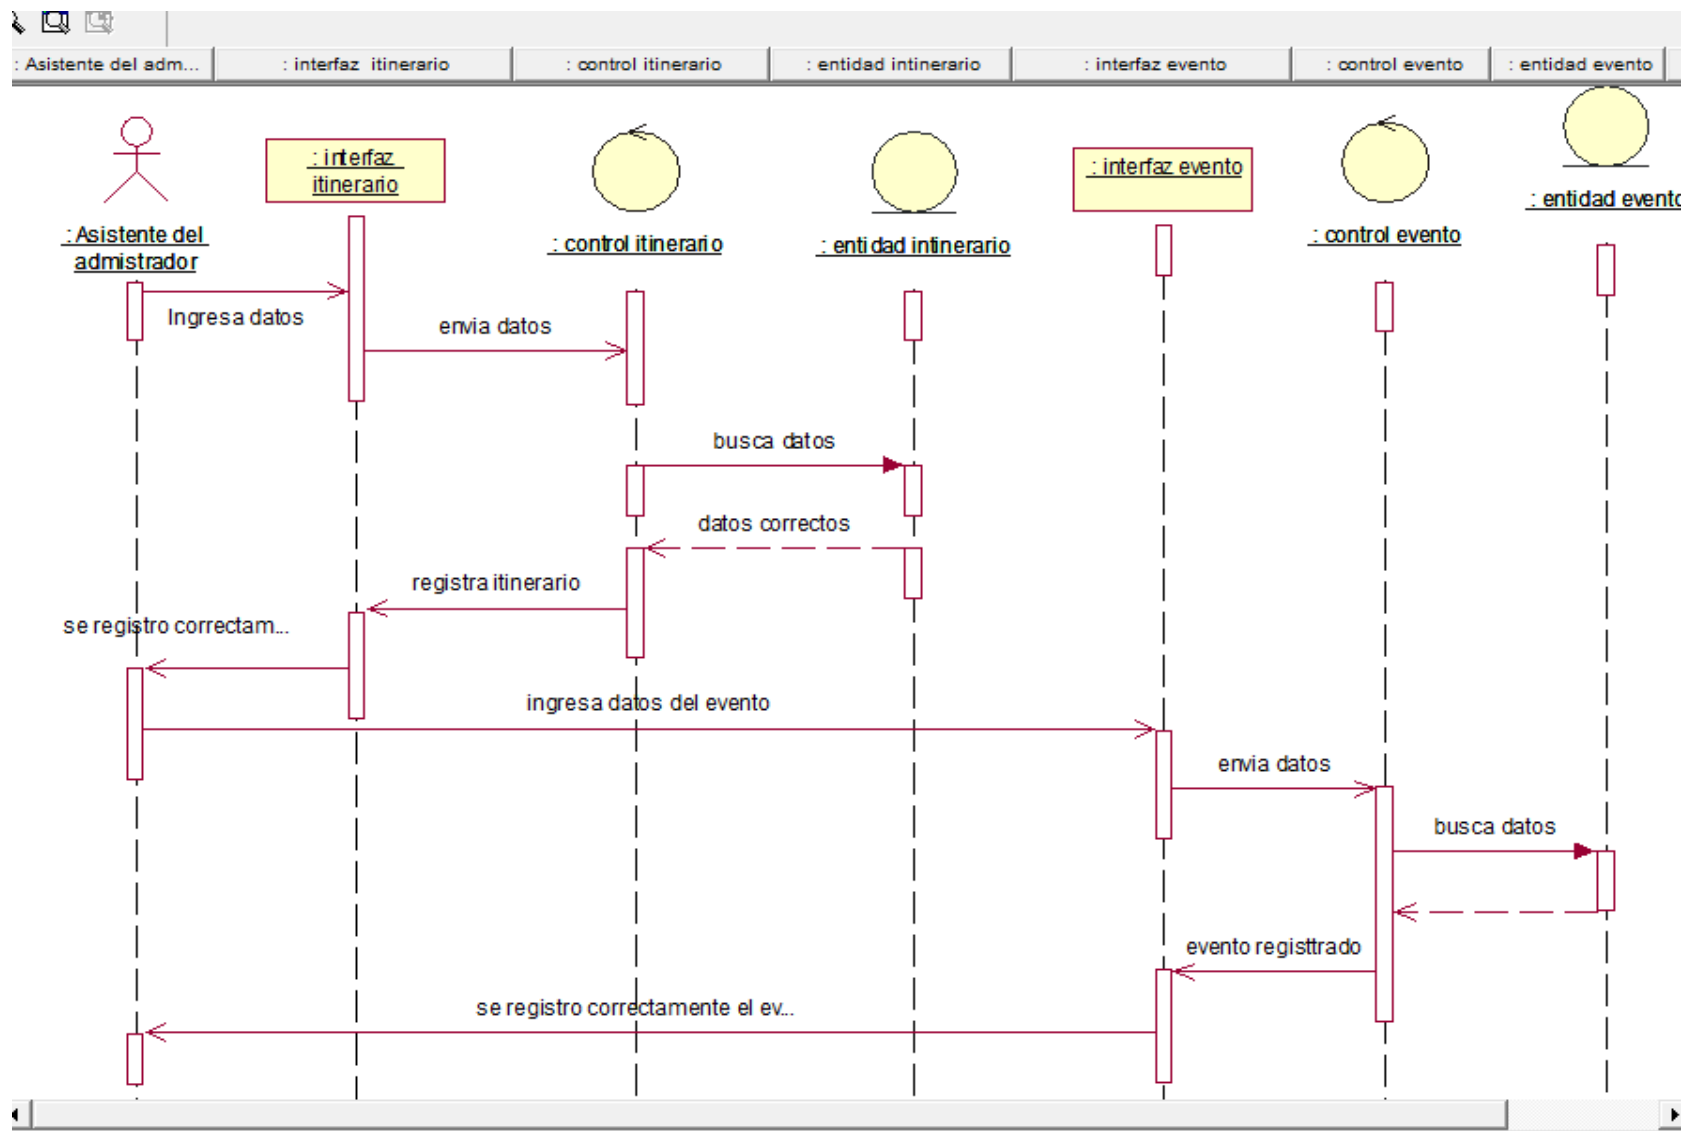 : Asistente del adm...
: interfaz itinerario
: control itinerario
: entidad intinerario
: interfaz evento
: control evento
: entidad evento
: interfaz
itinerario
: Asistente del
admistrador
: control itinerario
: entidad intinerario
: interfaz evento
: control evento
: entidad evento
Ingresa datos
envia datos
busca datos
datos correctos
registra itinerario
se registro correctam...
ingresa datos del evento
envia datos
busca datos
evento registtrado
se registro correctamente el ev...